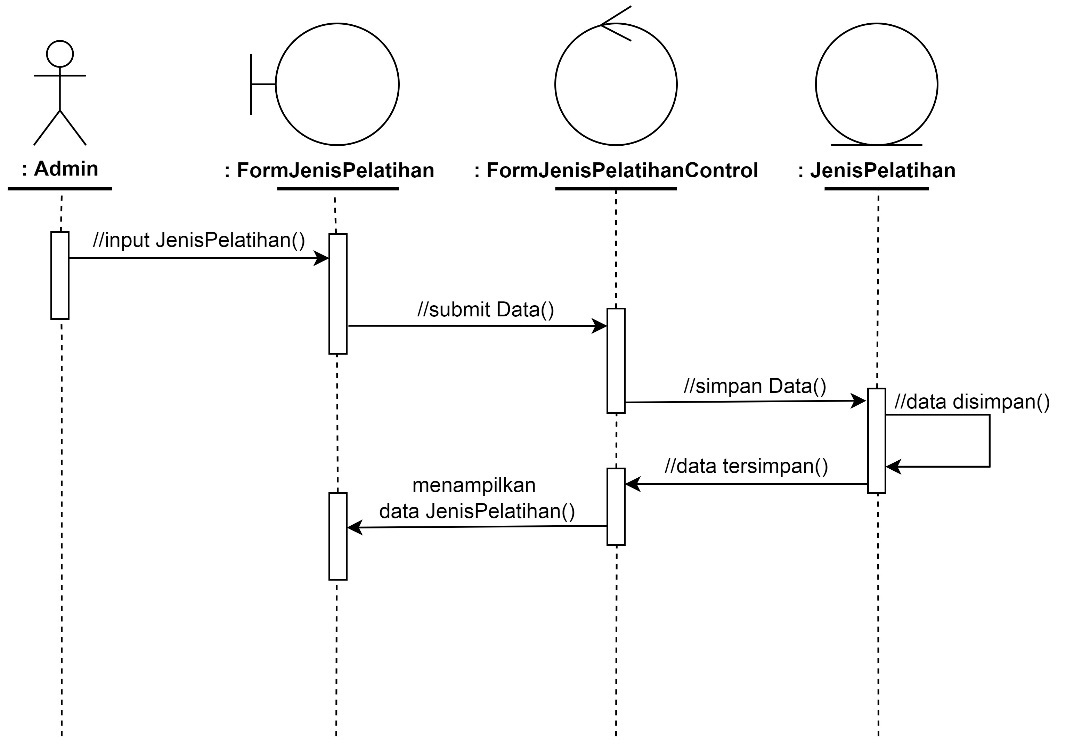 : Admin
: FormJenisPelatihan
: FormJenisPelatihanControl
: JenisPelatihan
//input JenisPelatihan()
//submit Data()
//simpan Data()
//data disimpan()
//data tersimpan()
menampilkan
data JenisPelatihan()